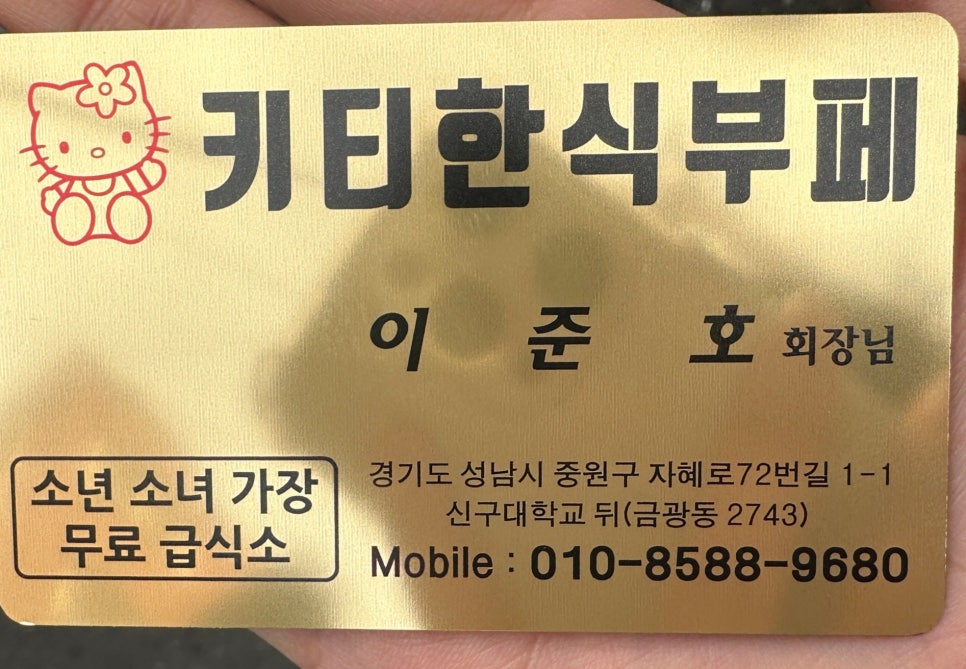 키티한식부페
이 준 호 회장님
소년 소녀 가장
무료 급식소
경기도 성남시 중원구 자혜로72번길 1-1
신구대학교 뒤(금광동 2743)
Mobile : 010-8588-9680